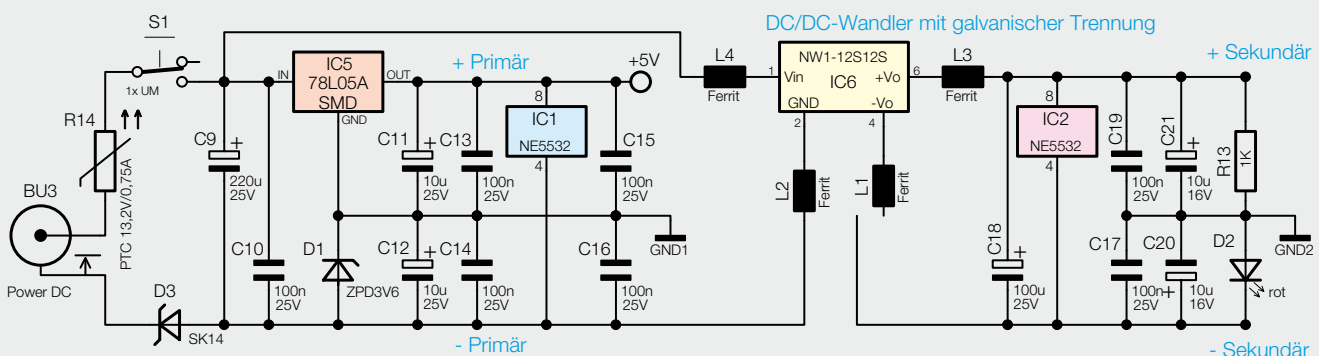 DC/DC-Wandler mit galvanischer Trennung
S1
1x UM
R14
PTC 13,2V/0,75A
BU3
Power DC
D3
SK14
C9
+
220u
25V
C10
100n
25V
IN
IC5
78L05A
SMD
OUT
GND
+ Primär
+5V
D1
ZPD3V6
C11
+
10u
25V
C12
+
10u
25V
C13
100n
25V
C14
100n
25V
8
IC1
NE5532
4
C15
100n
25V
C16
100n
25V
GND1
- Primär
L4
Ferrit
NW1-12S12S
1
Vin
+Vo
6
IC6
GND
-Vo
2
4
L2
Ferrit
L1
Ferrit
L3
Ferrit
+ Sekundär
C18
+
100u
25V
8
IC2
NE5532
4
C19
100n
25V
C17
100n
25V
C21
+
10u
16V
C20
+
10u
16V
R13
1K
D2
rot
GND2
- Sekundär